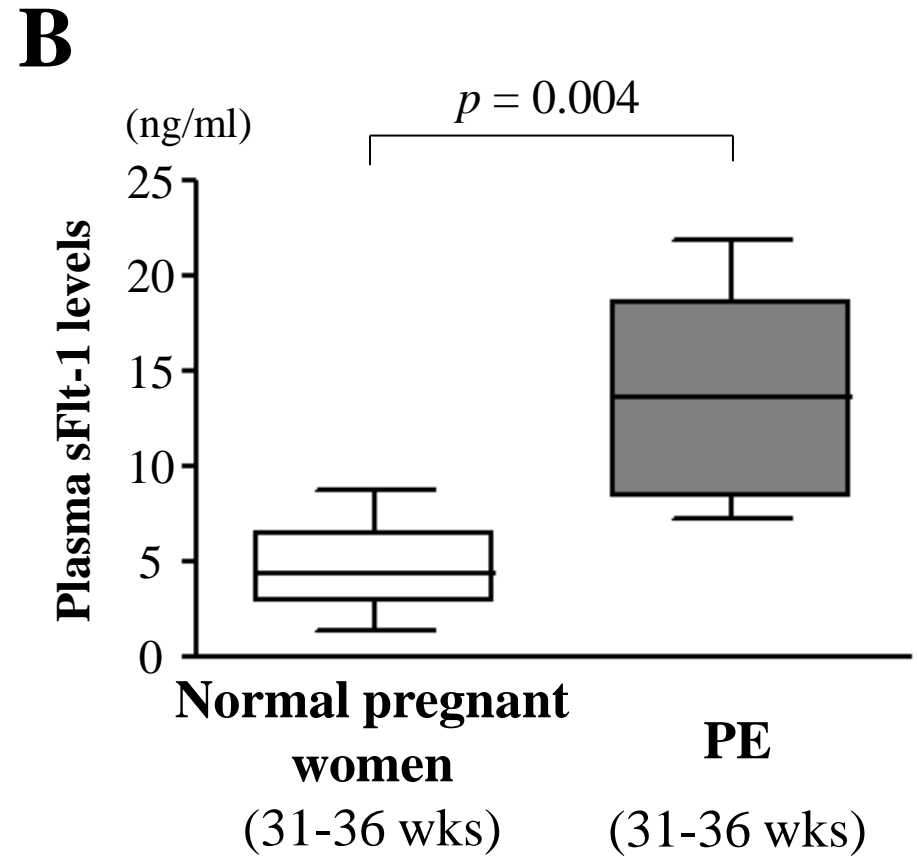 B
p = 0.004
(ng/ml)
25
20
15
10
5
0
Plasma sFlt-1 levels
Normal pregnant
women
(31-36 wks)
PE
(31-36 wks)